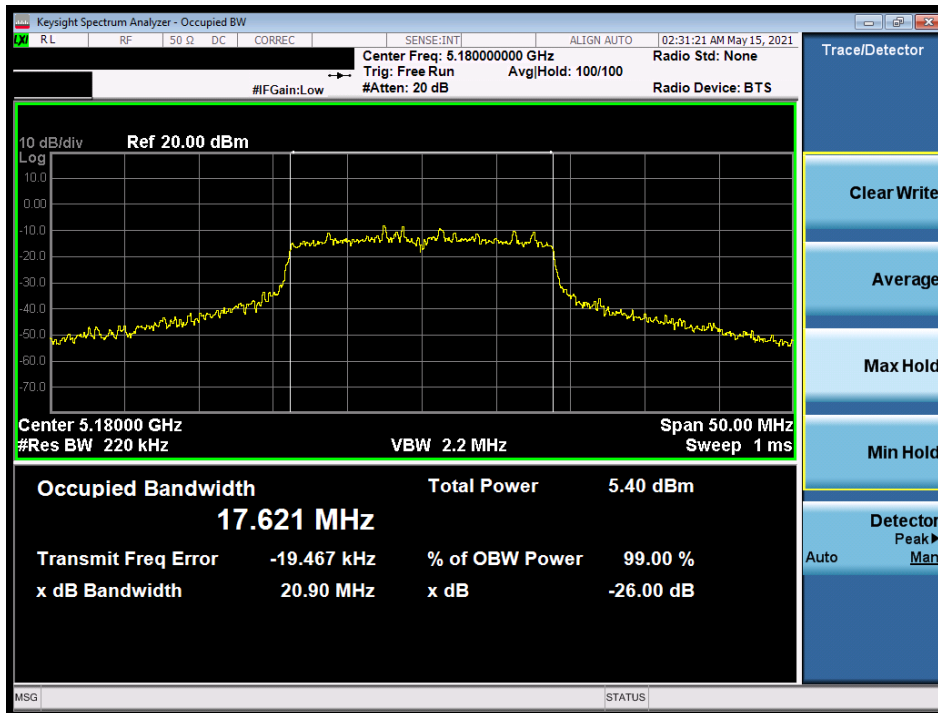 Keysight Spectrum Analyzer - Occupied BW
LXI RL RF 50 Ω DC CORREC SENSE:INT ALIGN AUTO 02:31:21 AM May 15, 2021
Center Freq: 5.180000000 GHz Radio Std: None
Trig: Free Run Avg|Hold: 100/100
#IFGain:Low #Atten: 20 dB Radio Device: BTS
10 dB/div Ref 20.00 dBm
Log
10.0
0.00
-10.0
-20.0
-30.0
-40.0
-50.0
-60.0
-70.0
Center 5.18000 GHz Span 50.00 MHz
#Res BW 220 kHz VBW 2.2 MHz Sweep 1 ms
Occupied Bandwidth Total Power 5.40 dBm
17.621 MHz
Transmit Freq Error -19.467 kHz % of OBW Power 99.00 %
x dB Bandwidth 20.90 MHz x dB -26.00 dB
MSG STATUS
Trace/Detector
Clear Write
Average
Max Hold
Min Hold
Detector
Peak▶
Auto Man